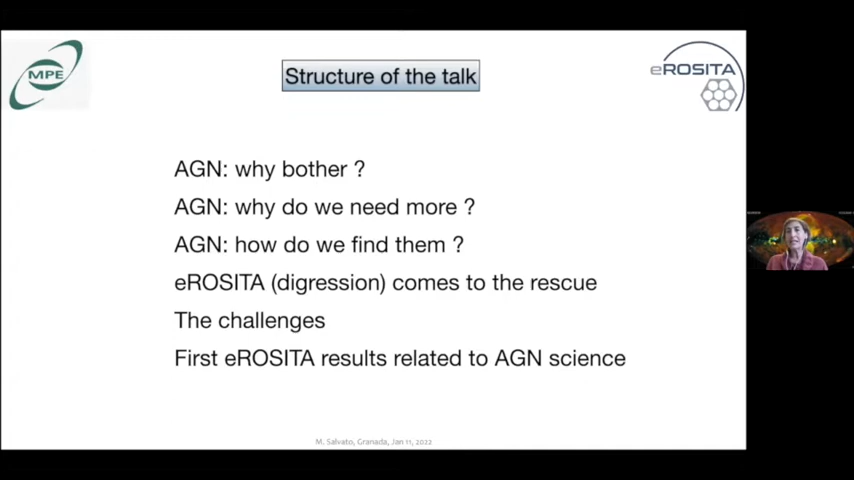 MPE
Structure of the talk
eROSITA
AGN: why bother ?
AGN: why do we need more ?
AGN: how do we find them ?
eROSITA (digression) comes to the rescue
The challenges
First eROSITA results related to AGN science
M. Salvato, Granada, Jan 11, 2022